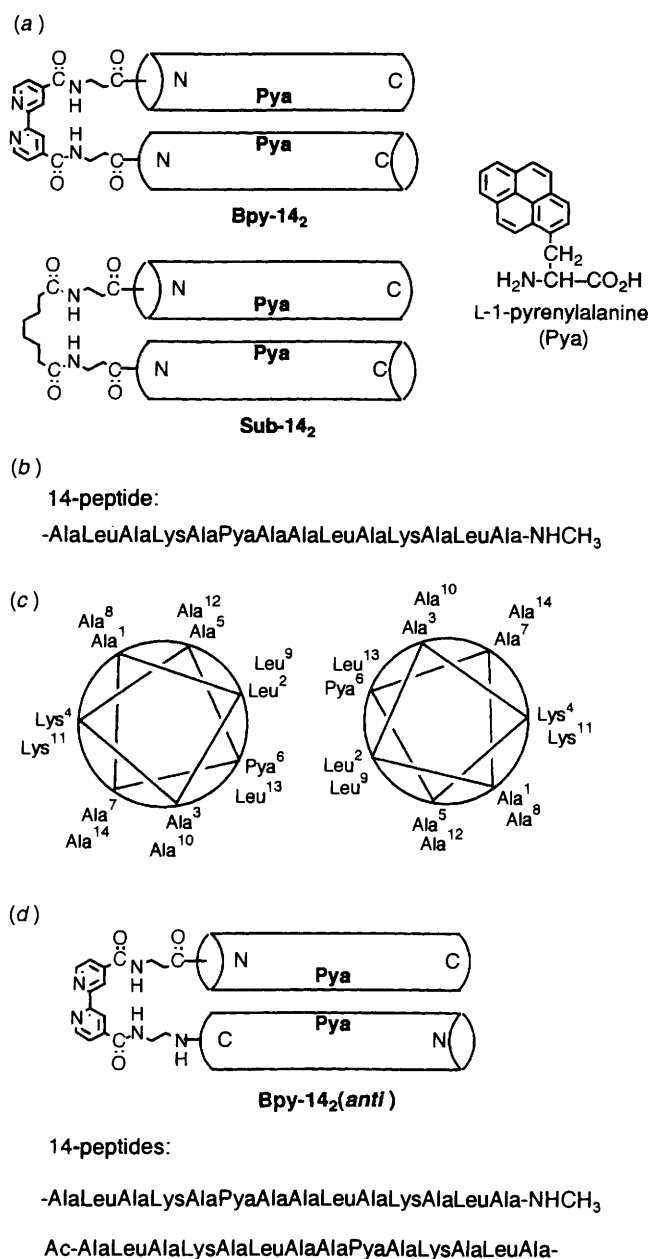 (a)
O O
C N C N Pya C
H
N
N
H
C N C N Pya C
O O
Bpy-14₂
O O
C N C N Pya C
H
H
C N C N Pya C
O O
Sub-14₂
CH₂
H₂N–CH–CO₂H
L-1-pyrenylalanine
(Pya)
(b)
14-peptide:
-AlaLeuAlaLysAlaPyaAlaAlaLeuAlaLysAlaLeuAla-NHCH₃
(c)
Ala⁸ Ala¹²
Ala¹ Ala⁵
Leu⁹
Leu²
Lys⁴
Lys¹¹
Pya⁶
Leu¹³
Ala⁷ Ala³
Ala¹⁴ Ala¹⁰
Ala¹⁰ Ala¹⁴
Ala³ Ala⁷
Leu¹³
Pya⁶
Lys⁴
Lys¹¹
Leu²
Leu⁹
Ala⁵ Ala¹
Ala¹² Ala⁸
(d)
O O
C N C N Pya C
H
N
N
H
C N N C Pya N
O H
Bpy-14₂(anti)
14-peptides:
-AlaLeuAlaLysAlaPyaAlaAlaLeuAlaLysAlaLeuAla-NHCH₃
Ac-AlaLeuAlaLysAlaLeuAlaAlaPyaAlaLysAlaLeuAla-